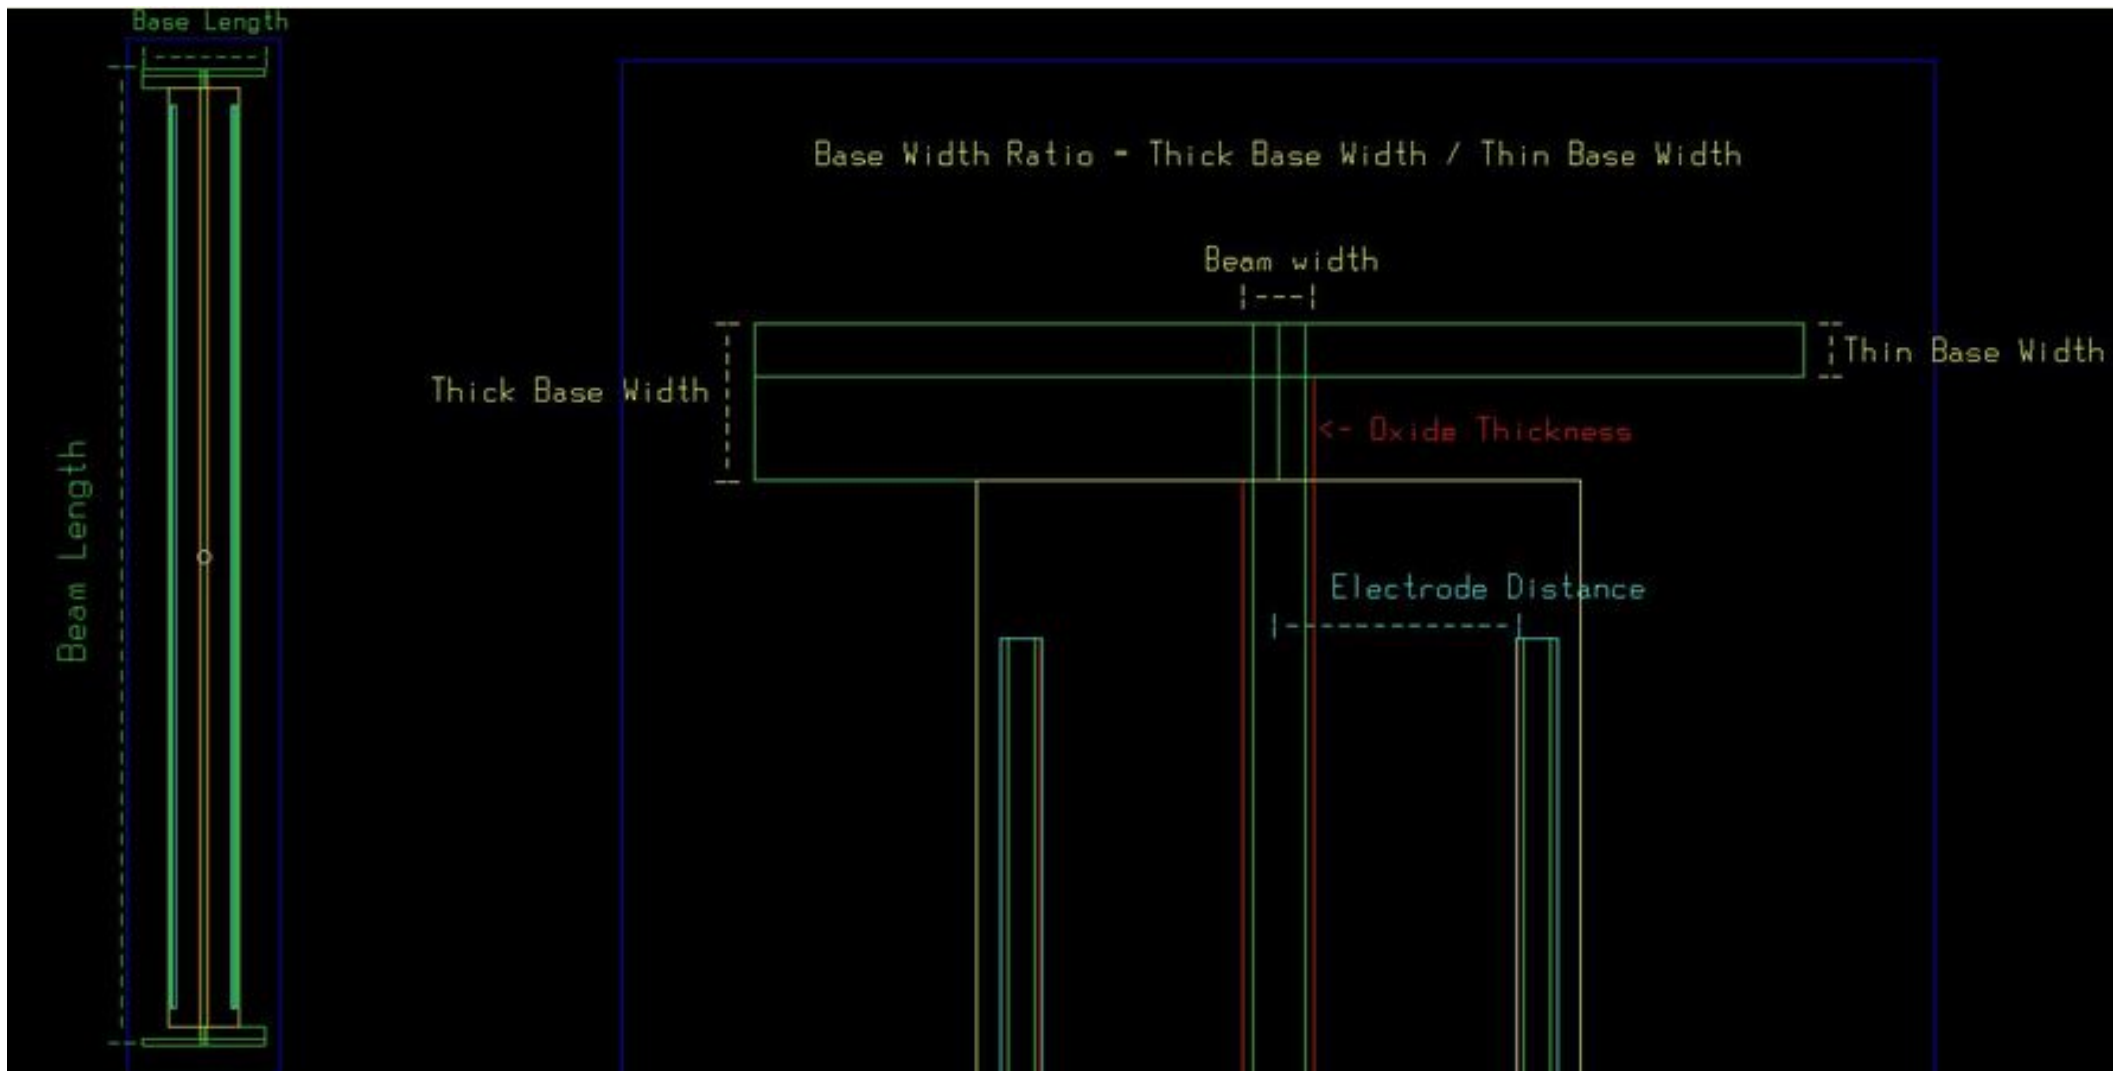 Base Length
Beam Length
Base Width Ratio - Thick Base Width / Thin Base Width
Beam width
Thick Base Width
Thin Base Width
<- Oxide Thickness
Electrode Distance